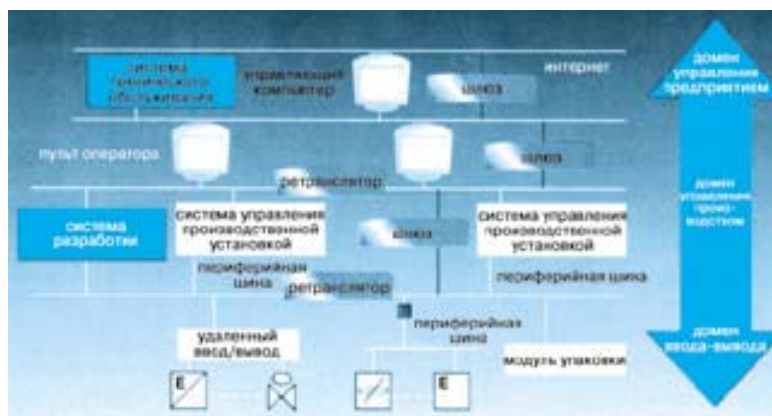 система
технического
обслуживания
управляющий
компьютер
шлюз
интернет
домен
управления
предприятием
пульт оператора
шлюз
ретранслятор
система
разработки
система управления
производственной
установкой
шлюз
система управления
производственной
установкой
домен
управления
произ-
водством
периферийная
шина
ретранслятор
периферийная шина
удаленный
ввод/вывод
периферийная
шина
модуль упаковки
домен
ввода-вывода
E
E